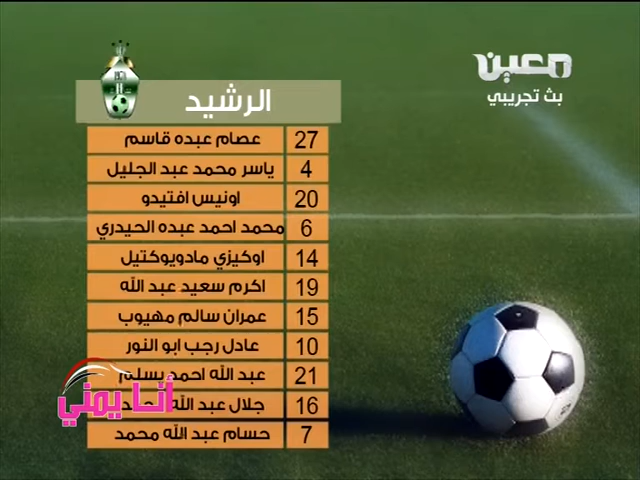 معين
بث تجريبي
الرشيد
27 عصام عبده قاسم
4 ياسر محمد عبد الجليل
20 اونيس افتيدو
6 محمد احمد عبده الحيدري
14 اوكيزي مادويوكتيل
19 اكرم سعيد عبد الله
15 عمران سالم مهيوب
10 عادل رجب ابو النور
21 عبد الله احمد بسلم
16 جلال عبد الله
7 حسام عبد الله محمد
أنا يمني